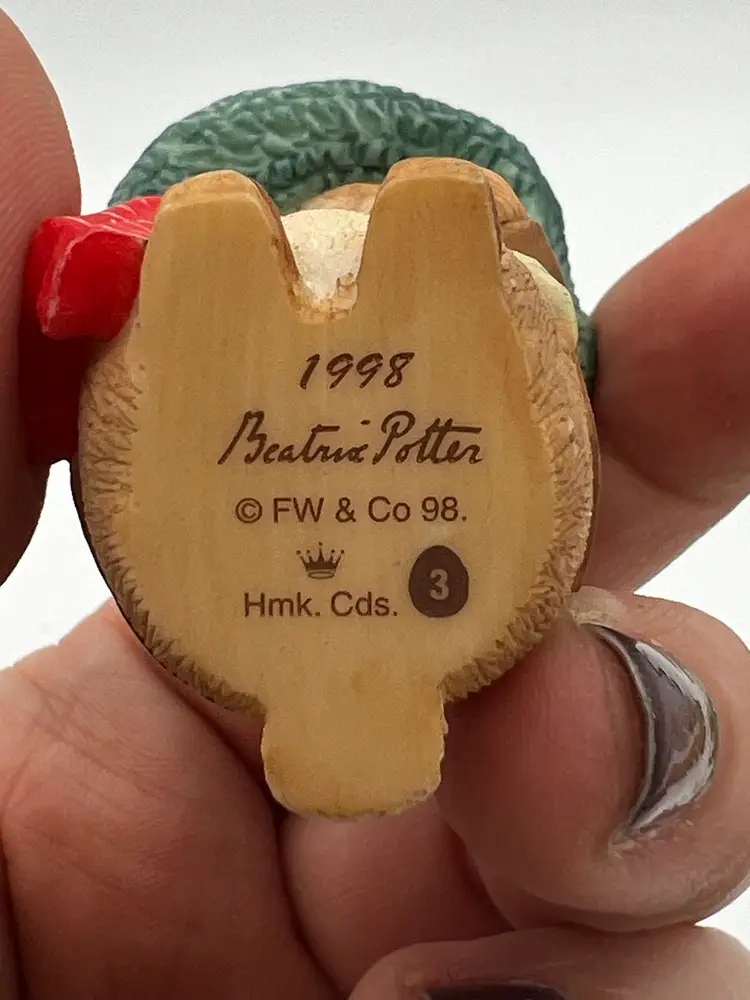 1998
Beatrix Potter
© FW & Co 98.
Hmk. Cds. 3